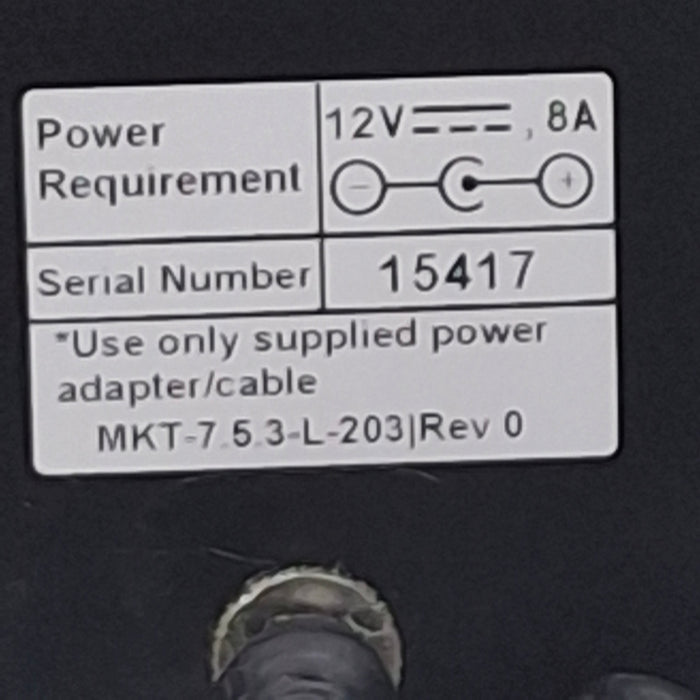 Power Requirement
12V⎓, 8A
Serial Number 15417
*Use only supplied power
adapter/cable
MKT-7.5.3-L-203|Rev 0